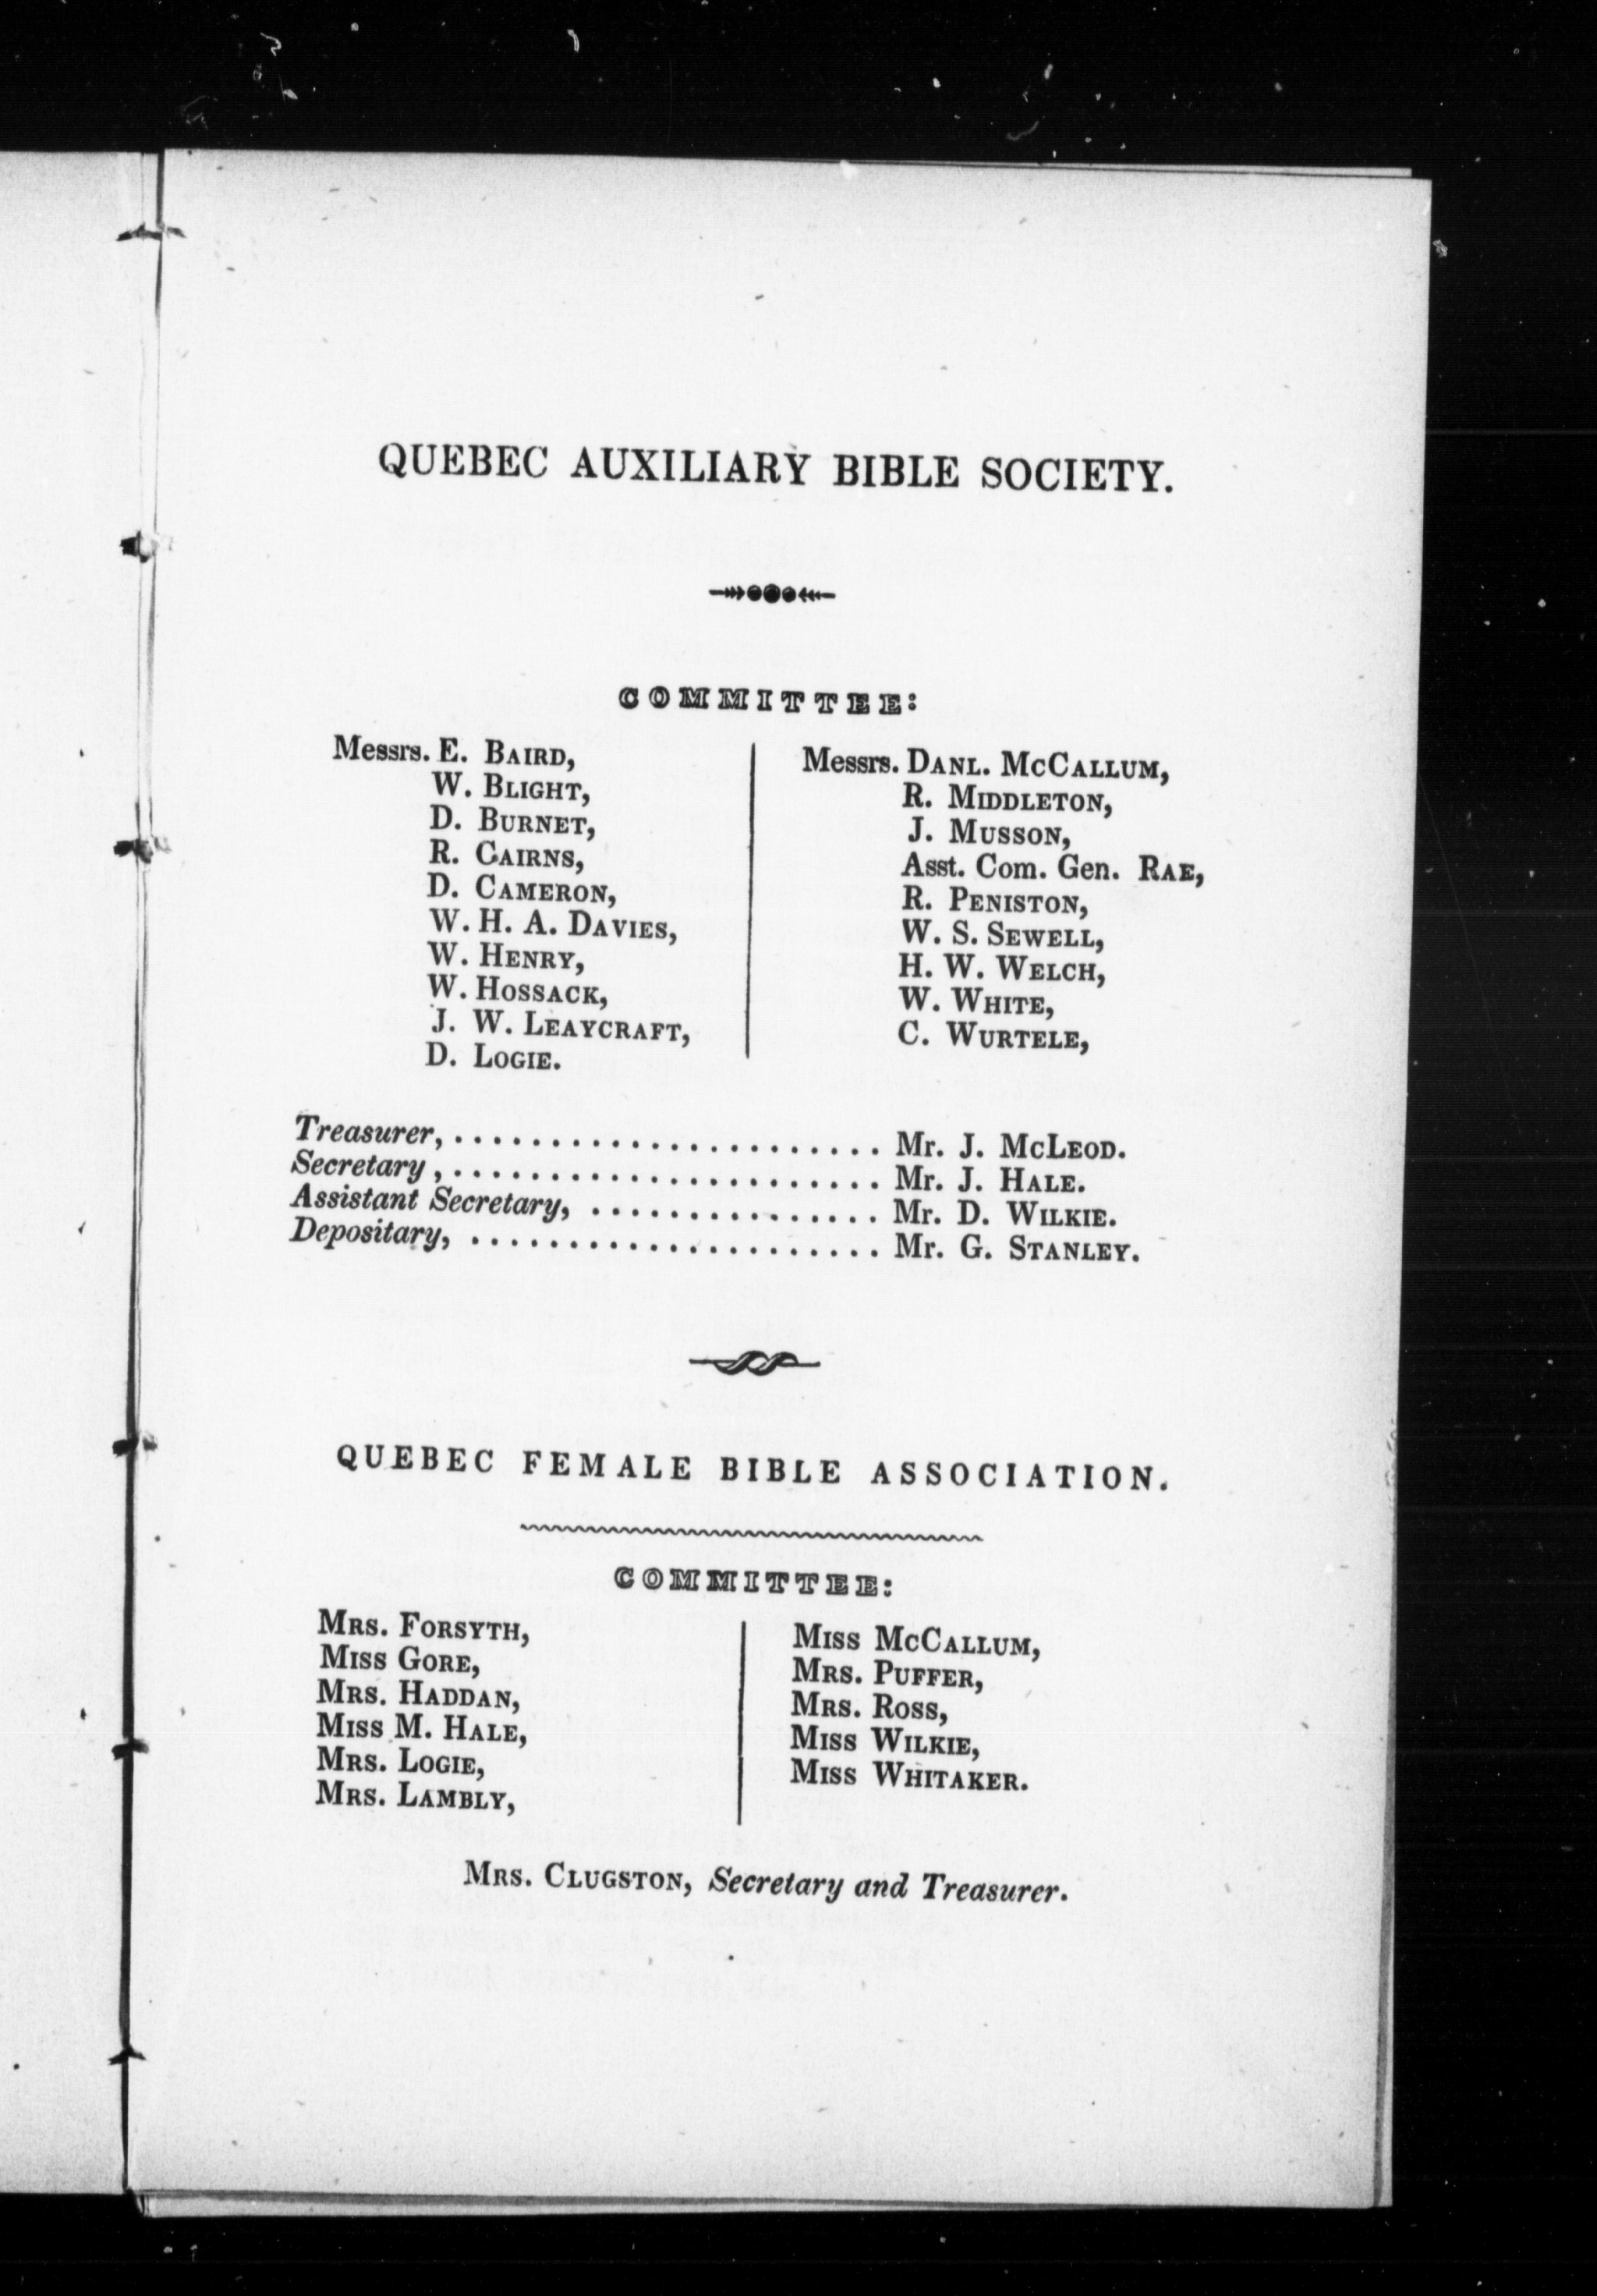 QUEBEC AUXILIARY BIBLE SOCIETY.
COMMITTEE:
Messrs. E. BAIRD,
W. BLIGHT,
D. BURNET,
R. CAIRNS,
D. CAMERON,
W. H. A. DAVIES,
W. HENRY,
W. HOSSACK,
J. W. LEAYCRAFT,
D. LOGIE.
Messrs. DANL. MCCALLUM,
R. MIDDLETON,
J. MUSSON,
Asst. Com. Gen. RAE,
R. PENISTON,
W. S. SEWELL,
H. W. WELCH,
W. WHITE,
C. WURTELE,
Treasurer, ...................... Mr. J. MCLEOD.
Secretary, ...................... Mr. J. HALE.
Assistant Secretary, ............... Mr. D. WILKIE.
Depositary, ..................... Mr. G. STANLEY.
QUEBEC FEMALE BIBLE ASSOCIATION.
COMMITTEE:
MRS. FORSYTH,
MISS GORE,
MRS. HADDAN,
MISS M. HALE,
MRS. LOGIE,
MRS. LAMBLY,
MISS MCCALLUM,
MRS. PUFFER,
MRS. ROSS,
MISS WILKIE,
MISS WHITAKER.
MRS. CLUGSTON, Secretary and Treasurer.